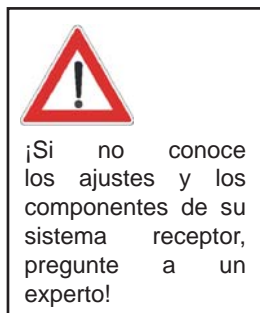 ¡Si no conoce
los ajustes y los
componentes de su
sistema receptor,
pregunte a un
experto!